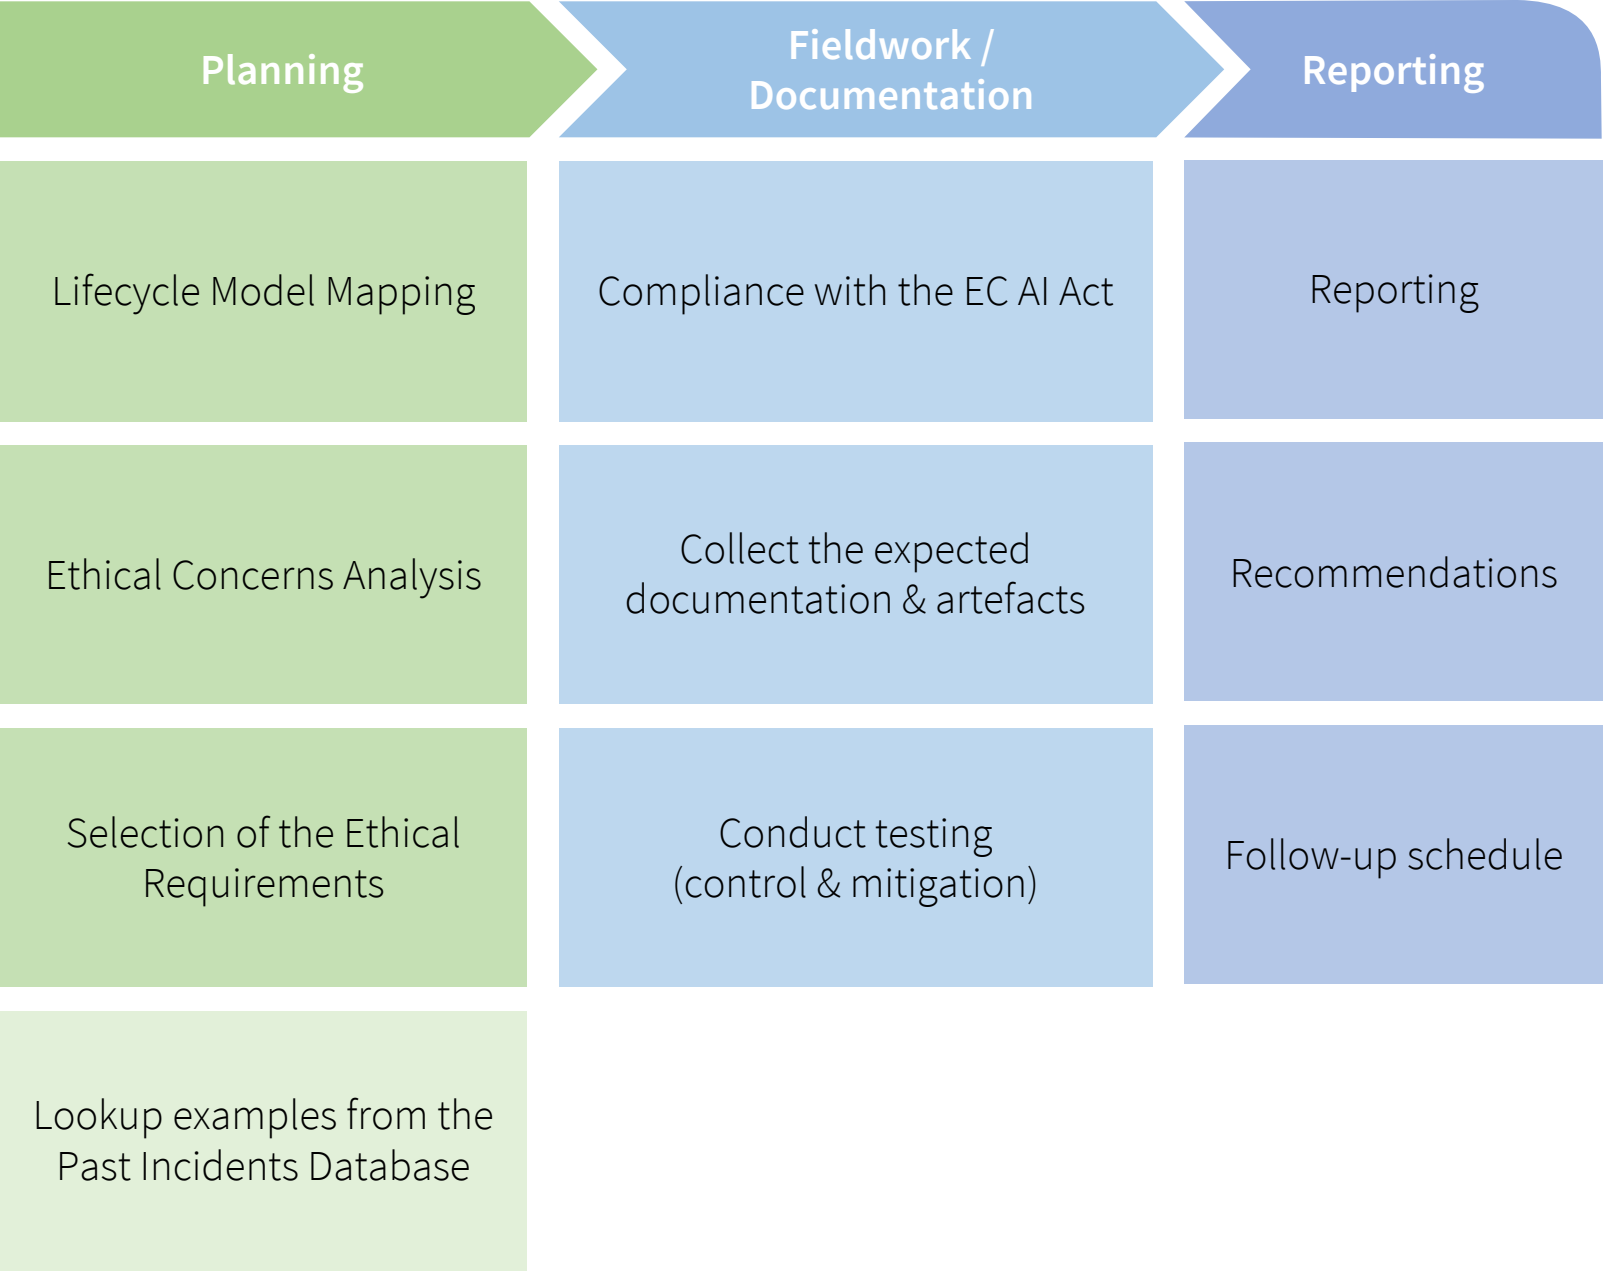 Planning
Fieldwork /
Documentation
Reporting
Lifecycle Model Mapping
Compliance with the EC AI Act
Reporting
Ethical Concerns Analysis
Collect the expected
documentation & artefacts
Recommendations
Selection of the Ethical
Requirements
Conduct testing
(control & mitigation)
Follow-up schedule
Lookup examples from the
Past Incidents Database